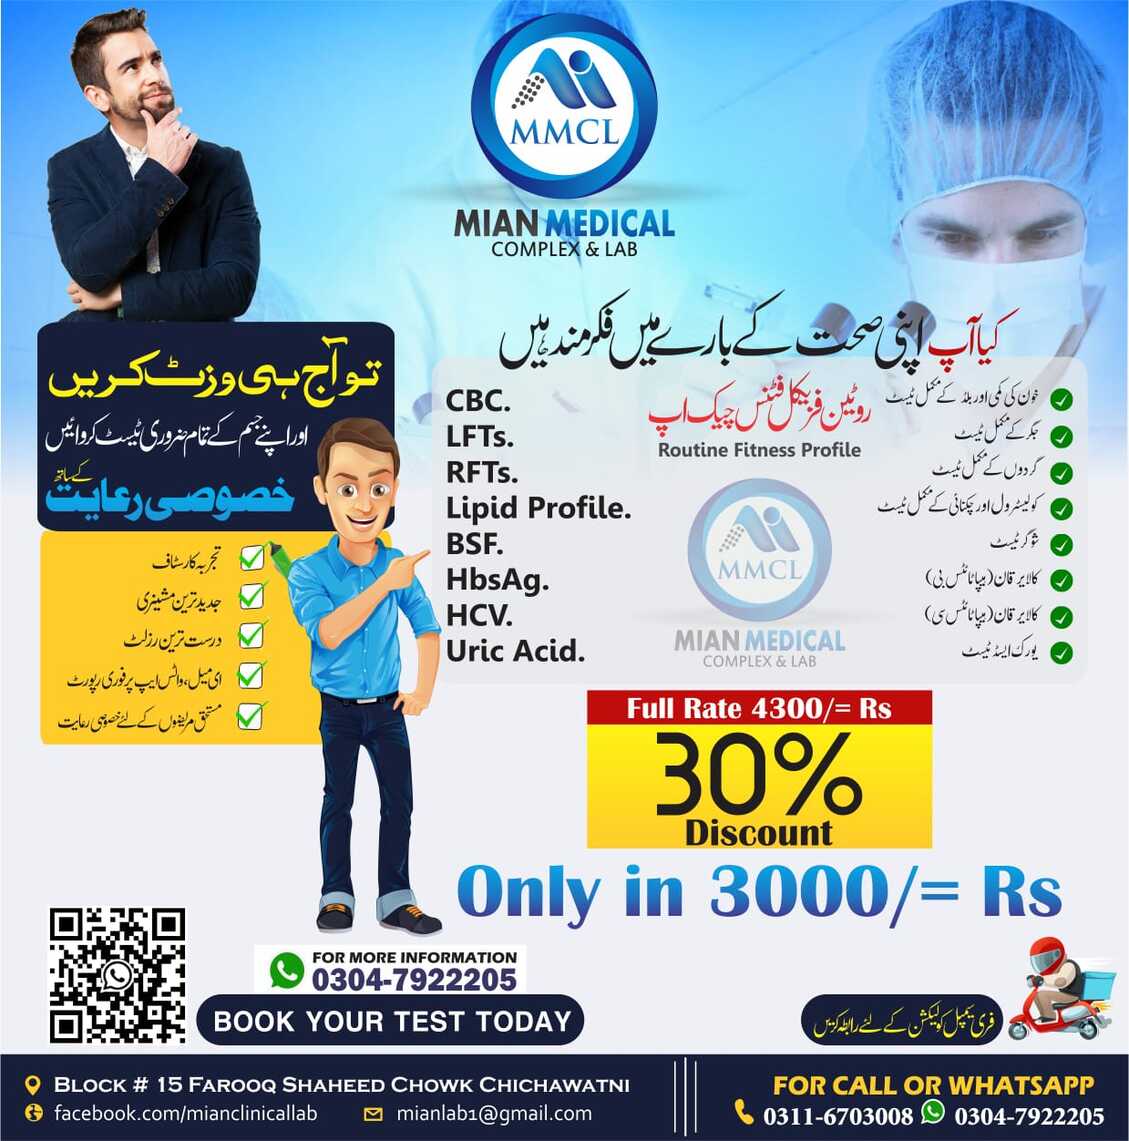 MMCL
MIAN MEDICAL
COMPLEX & LAB
کیا آپ اپنی صحت کے بارے میں فکرمند ہیں
تو آج ہی وزٹ کریں
اور اپنے جسم کے تمام ضروری ٹیسٹ کروائیں
خصوصی رعایت کے ساتھ
تجربہ کار سٹاف
جدید ترین مشینری
درست ترین رزلٹ
ای میل، واٹس ایپ پر فوری رپورٹ
مستحق مریضوں کے لئے خصوصی رعایت
روٹین فزیکل فٹنس چیک اپ
Routine Fitness Profile
CBC.
خون کی کمی اور بلڈ کے مکمل ٹیسٹ
LFTs.
جگر کے مکمل ٹیسٹ
RFTs.
گردوں کے مکمل ٹیسٹ
Lipid Profile.
کولیسٹرول اور چکنائی کے مکمل ٹیسٹ
BSF.
شوگر ٹیسٹ
HbsAg.
کالا یرقان (ہیپاٹائٹس بی)
HCV.
کالا یرقان (ہیپاٹائٹس سی)
Uric Acid.
یورک ایسڈ ٹیسٹ
MMCL
MIAN MEDICAL
COMPLEX & LAB
Full Rate 4300/= Rs
30%
Discount
Only in 3000/= Rs
FOR MORE INFORMATION
0304-7922205
BOOK YOUR TEST TODAY
فری سیمپل کولیکشن کے لئے رابطہ کریں
BLOCK # 15 FAROOQ SHAHEED CHOWK CHICHAWATNI
facebook.com/mianclinicallab mianlab1@gmail.com
FOR CALL OR WHATSAPP
0311-6703008 0304-7922205